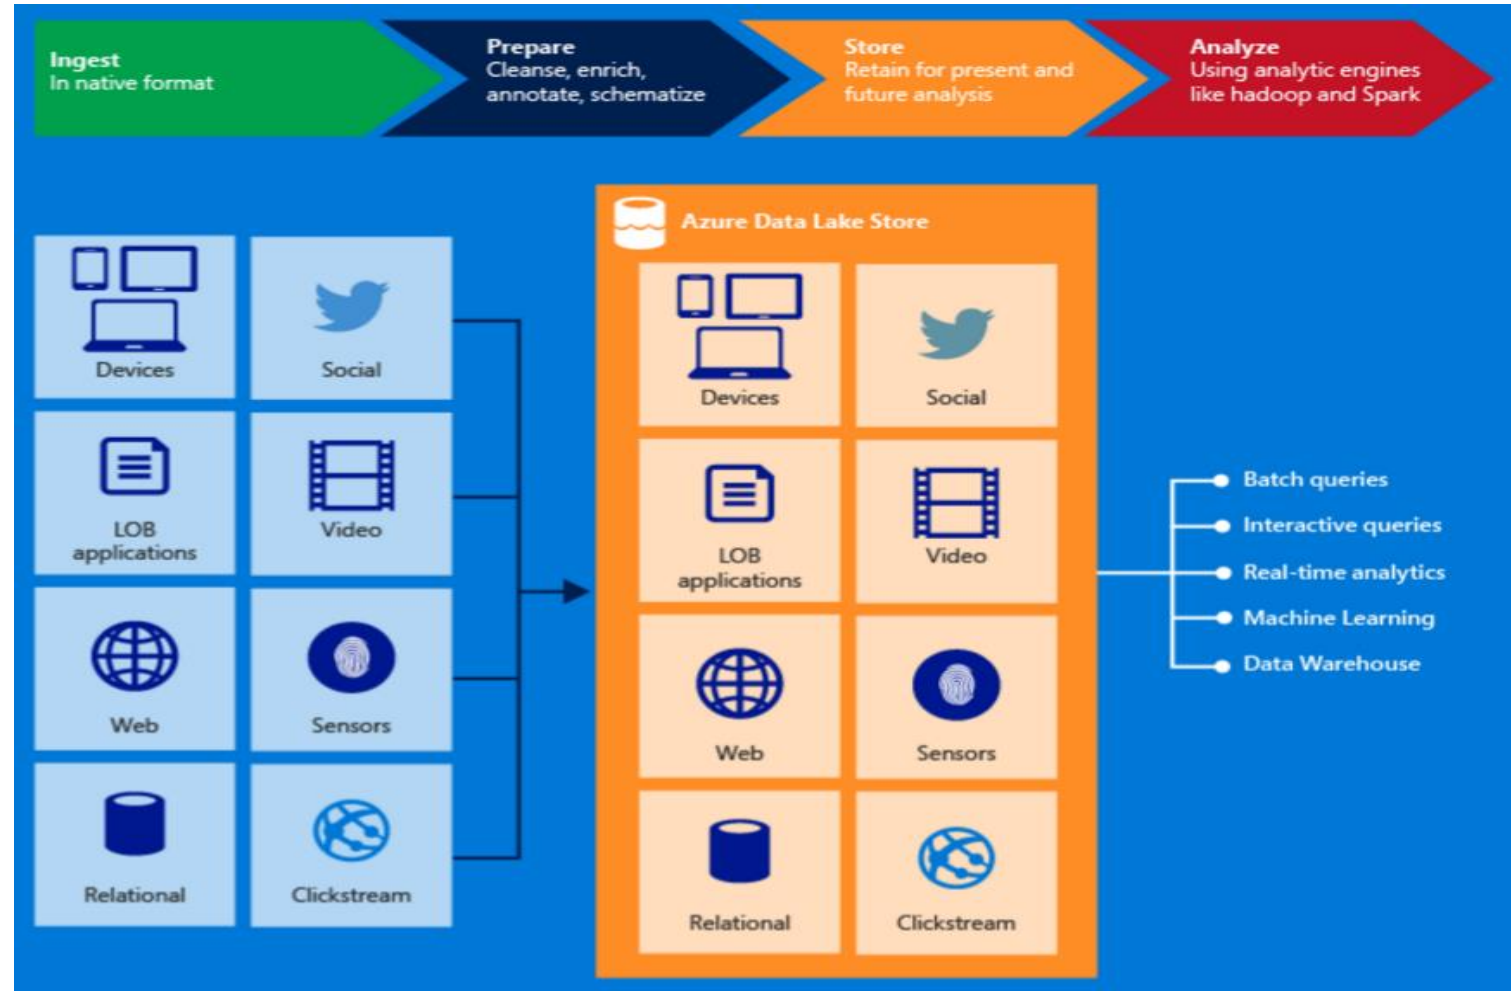 Ingest
In native format
Prepare
Cleanse, enrich,
annotate, schematize
Store
Retain for present and
future analysis
Analyze
Using analytic engines
like hadoop and Spark
Devices
Social
LOB
applications
Video
Web
Sensors
Relational
Clickstream
Azure Data Lake Store
Devices
Social
LOB
applications
Video
Web
Sensors
Relational
Clickstream
Batch queries
Interactive queries
Real-time analytics
Machine Learning
Data Warehouse